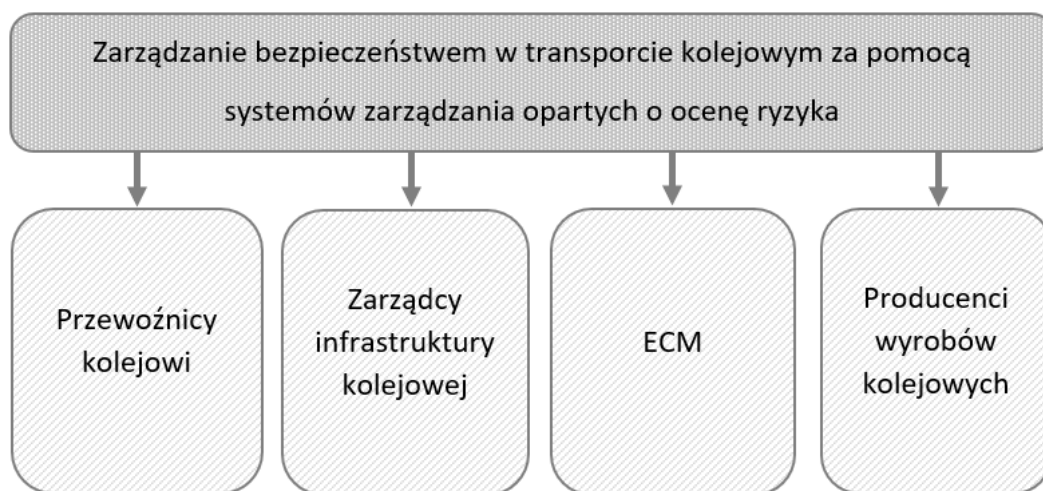 Zarządzanie bezpieczeństwem w transporcie kolejowym za pomocą
systemów zarządzania opartych o ocenę ryzyka
Przewoźnicy
kolejowi
Zarządcy
infrastruktury
kolejowej
ECM
Producenci
wyrobów
kolejowych